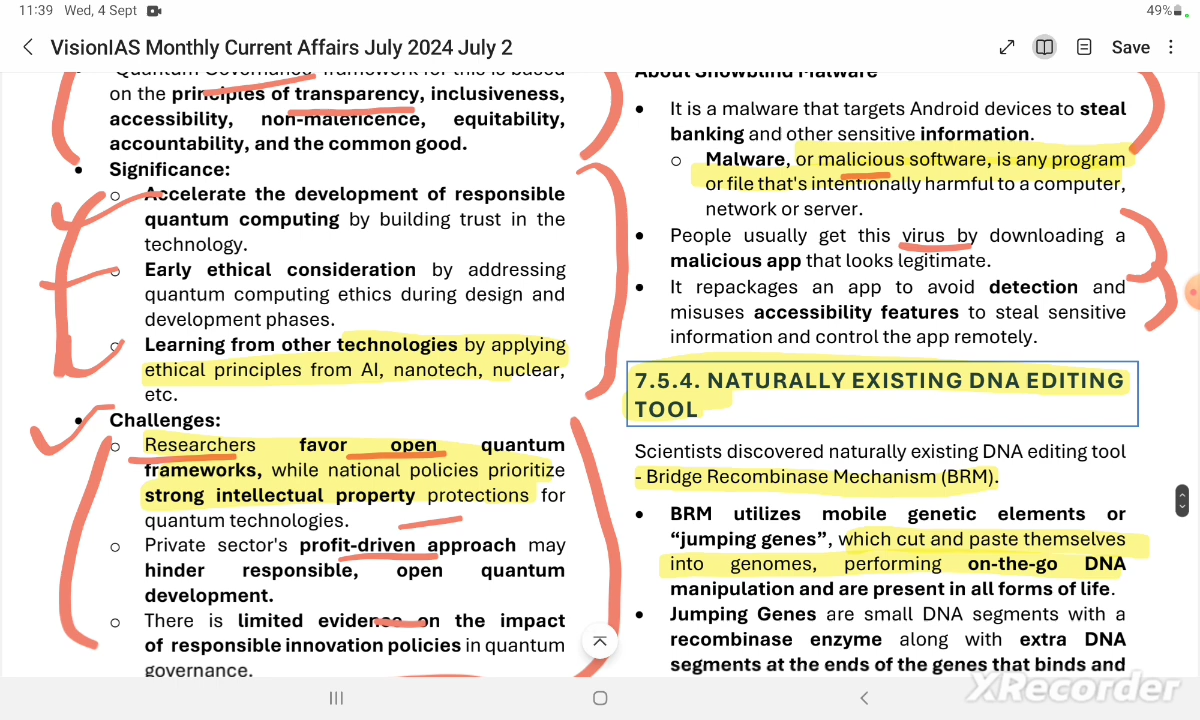 11:39 Wed, 4 Sept
49%
VisionIAS Monthly Current Affairs July 2024 July 2
Save
Quantum Governance framework for this is based
on the principles of transparency, inclusiveness,
accessibility, non-maleficence, equitability,
accountability, and the common good.
• Significance:
o Accelerate the development of responsible
quantum computing by building trust in the
technology.
o Early ethical consideration by addressing
quantum computing ethics during design and
development phases.
o Learning from other technologies by applying
ethical principles from AI, nanotech, nuclear,
etc.
• Challenges:
o Researchers favor open quantum
frameworks, while national policies prioritize
strong intellectual property protections for
quantum technologies.
o Private sector's profit-driven approach may
hinder responsible, open quantum
development.
o There is limited evidence on the impact
of responsible innovation policies in quantum
governance.
About Snowblind Malware
• It is a malware that targets Android devices to steal
banking and other sensitive information.
o Malware, or malicious software, is any program
or file that's intentionally harmful to a computer,
network or server.
• People usually get this virus by downloading a
malicious app that looks legitimate.
• It repackages an app to avoid detection and
misuses accessibility features to steal sensitive
information and control the app remotely.
7.5.4. NATURALLY EXISTING DNA EDITING
TOOL
Scientists discovered naturally existing DNA editing tool
- Bridge Recombinase Mechanism (BRM).
• BRM utilizes mobile genetic elements or
“jumping genes”, which cut and paste themselves
into genomes, performing on-the-go DNA
manipulation and are present in all forms of life.
• Jumping Genes are small DNA segments with a
recombinase enzyme along with extra DNA
segments at the ends of the genes that binds and
XRecorder